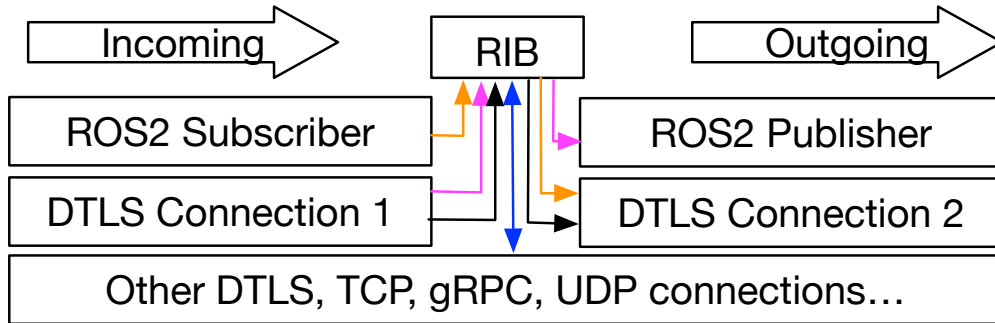 Incoming
RIB
Outgoing
ROS2 Subscriber
ROS2 Publisher
DTLS Connection 1
DTLS Connection 2
Other DTLS, TCP, gRPC, UDP connections…